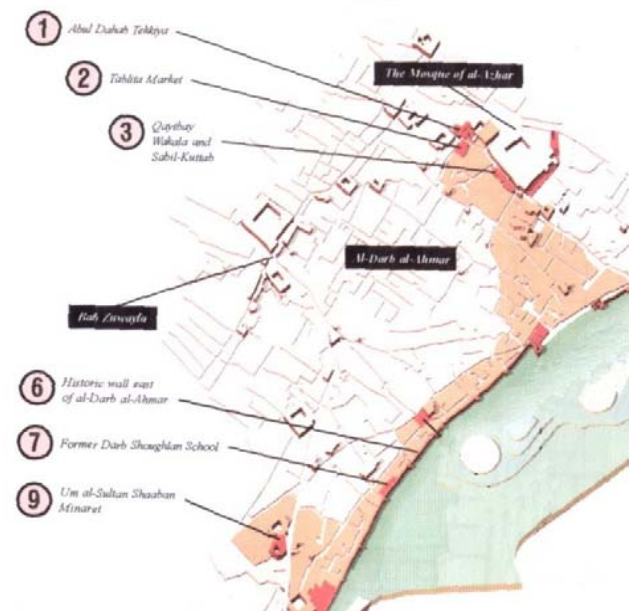 1 Abul Dahab Tekkiya
The Mosque of al-Azhar
2 Tablita Market
3 Qaytbay
Wakala and
Sabil-Kuttab
Al-Darb al-Ahmar
Bab Zuwayla
6 Historic wall east
of al-Darb al-Ahmar
7 Former Darb Shoughlan School
9 Um al-Sultan Shaaban
Minaret